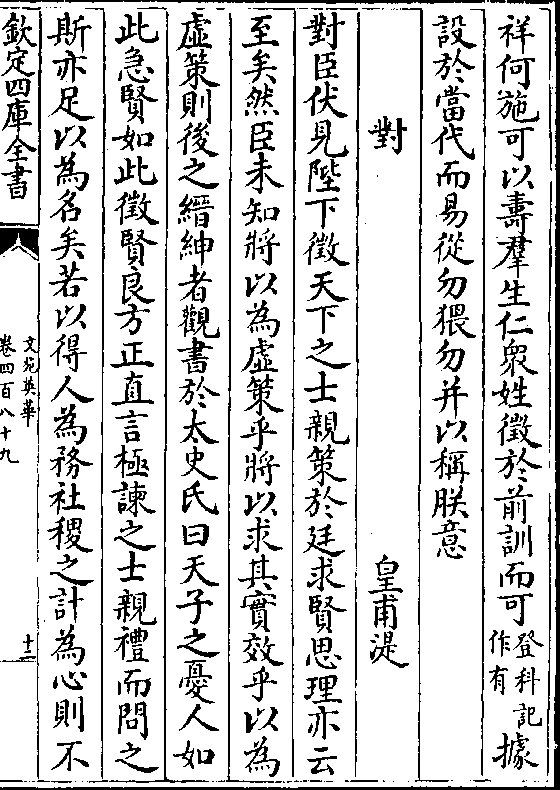 祥何施可以壽羣生仁衆姓徵於前訓而可登科記作有據
設於當代而易從勿猥勿并以稱朕意
對　皇甫湜
對臣伏見陛下徵天下之士親策於廷求賢思理亦云
至矣然臣未知將以為虛策乎將以求其實效乎以為
虛策則後之縉紳者觀書於太史氏曰天子之憂人如
此急賢如此徵賢良方正直言極諫之士親禮而問之
斯亦足以為名矣若以得人為務社稷之計為心則不
欽定四庫全書
文苑英華
卷四百八十九
十二